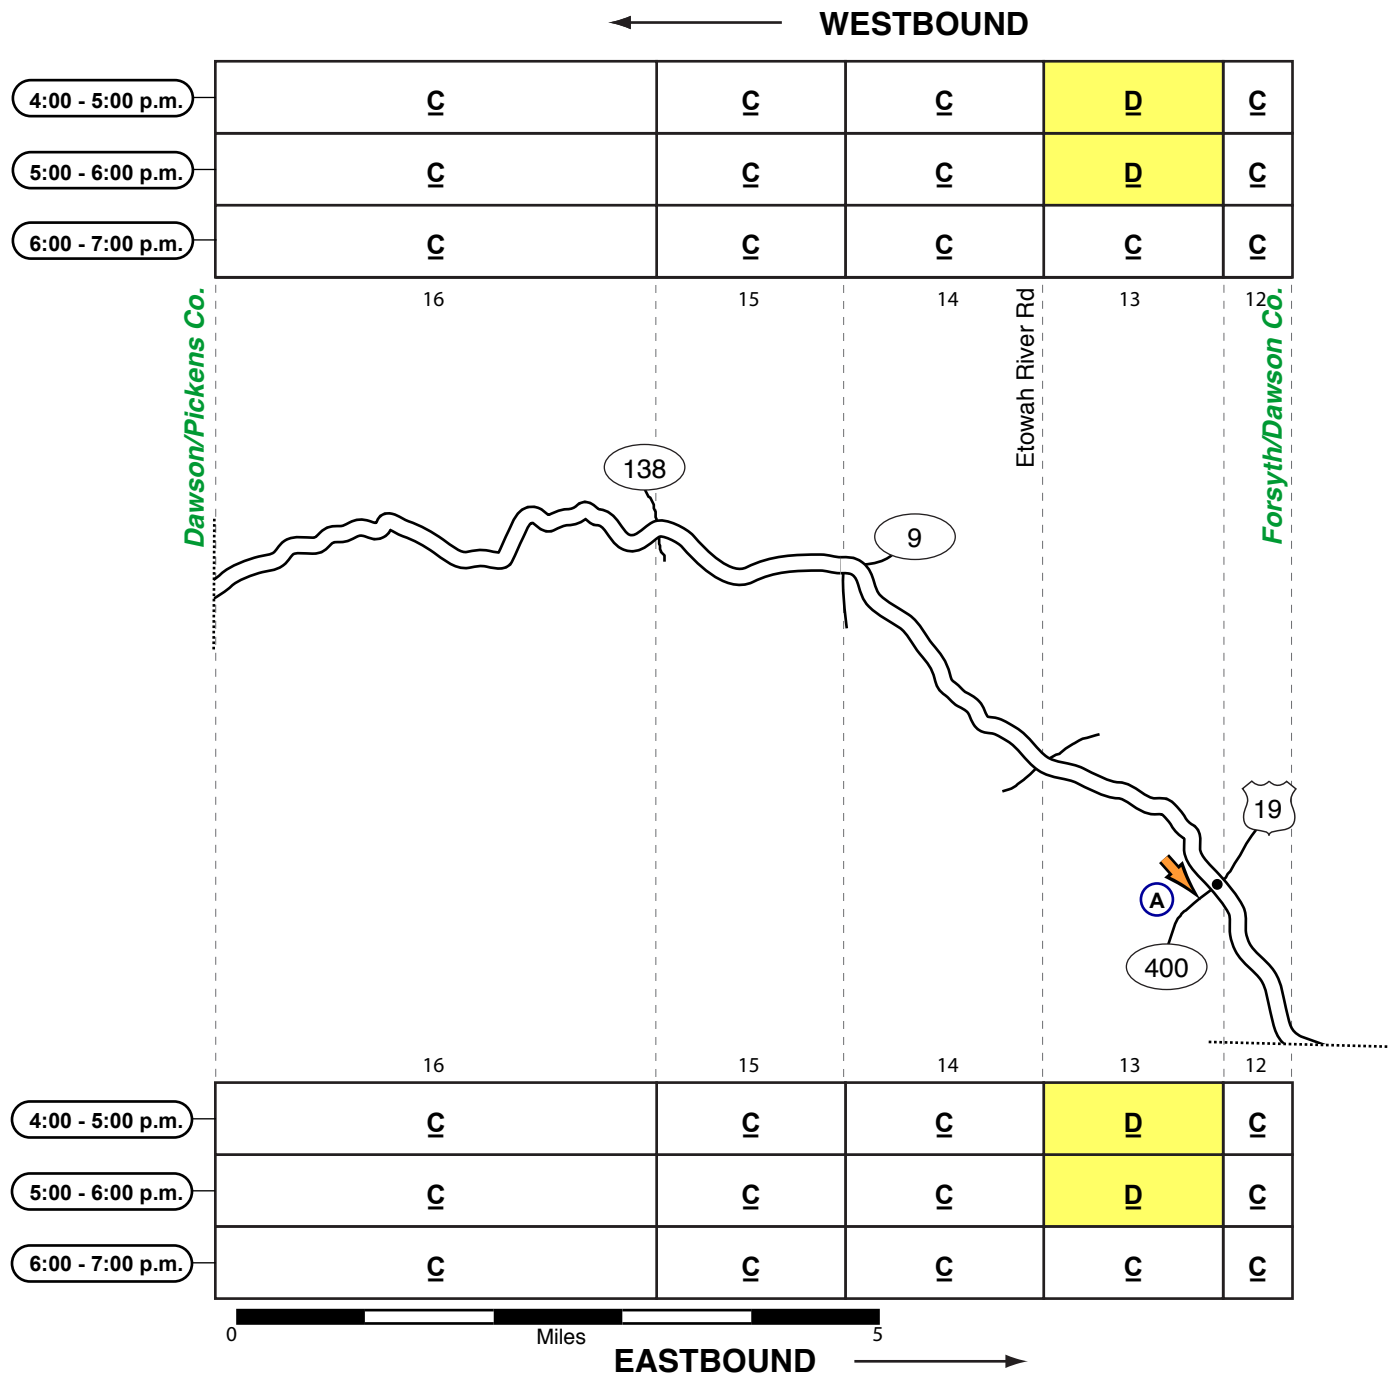 WESTBOUND
4:00 - 5:00 p.m. C C C D C
5:00 - 6:00 p.m. C C C D C
6:00 - 7:00 p.m. C C C C C
16 15 14 13 12
Dawson/Pickens Co.
Etowah River Rd
Forsyth/Dawson Co.
138
9
19
A
400
16 15 14 13 12
4:00 - 5:00 p.m. C C C D C
5:00 - 6:00 p.m. C C C D C
6:00 - 7:00 p.m. C C C C C
0 Miles 5
EASTBOUND